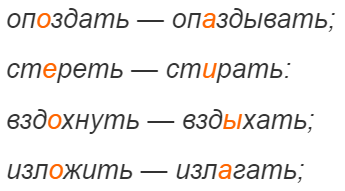 опоздать — опаздывать;
стереть — стирать:
вздохнуть — вздыхать;
изложить — излагать;